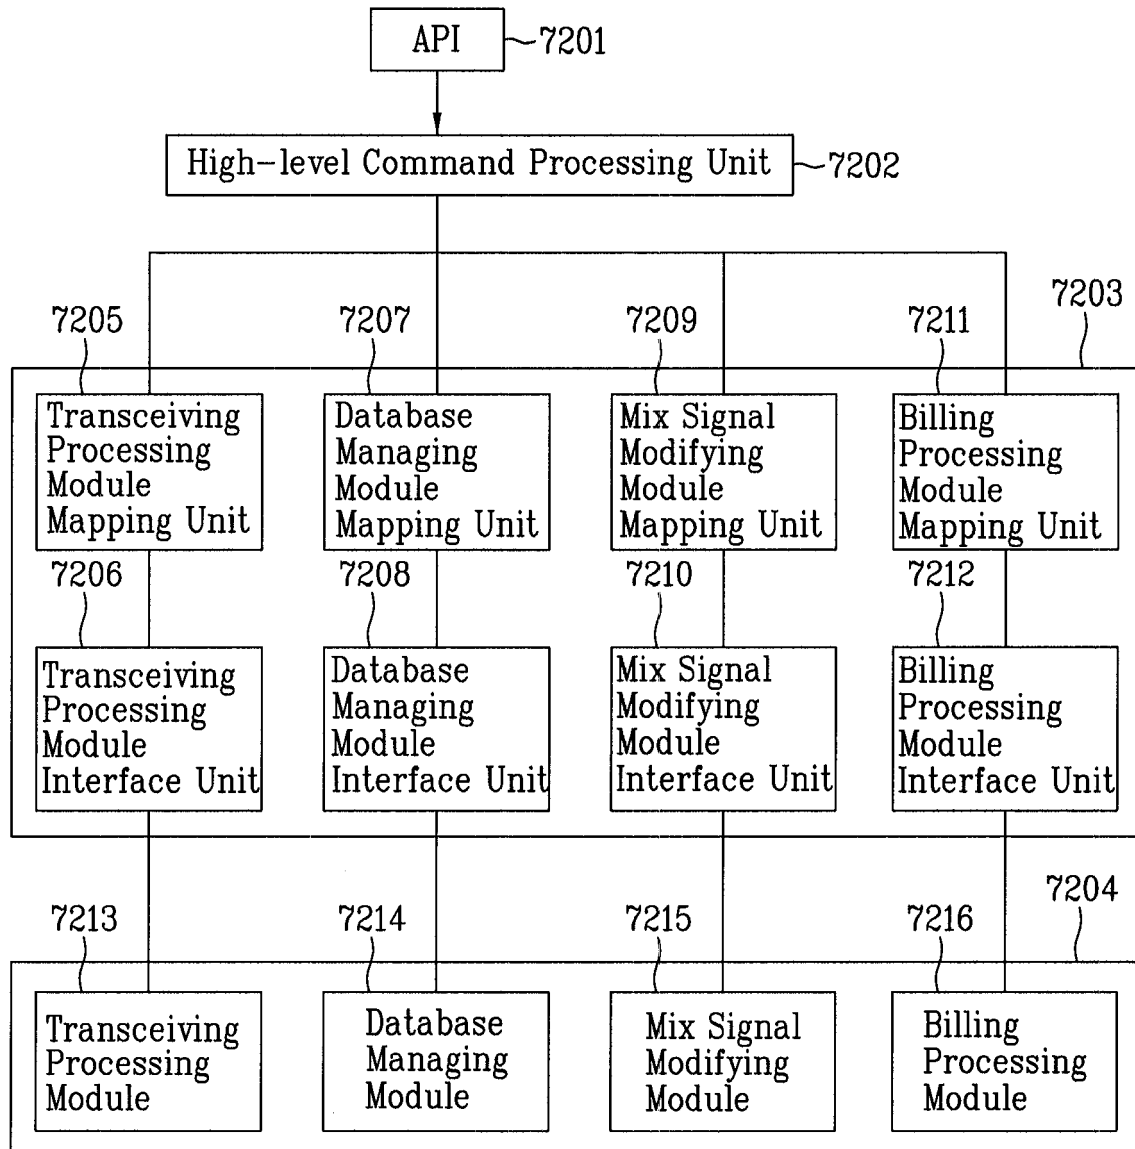 API
7201
High-level Command Processing Unit
7202
7203
7205
7207
7209
7211
Transceiving
Processing
Module
Mapping Unit
Database
Managing
Module
Mapping Unit
Mix Signal
Modifying
Module
Mapping Unit
Billing
Processing
Module
Mapping Unit
7206
7208
7210
7212
Transceiving
Processing
Module
Interface Unit
Database
Managing
Module
Interface Unit
Mix Signal
Modifying
Module
Interface Unit
Billing
Processing
Module
Interface Unit
7204
7213
7214
7215
7216
Transceiving
Processing
Module
Database
Managing
Module
Mix Signal
Modifying
Module
Billing
Processing
Module